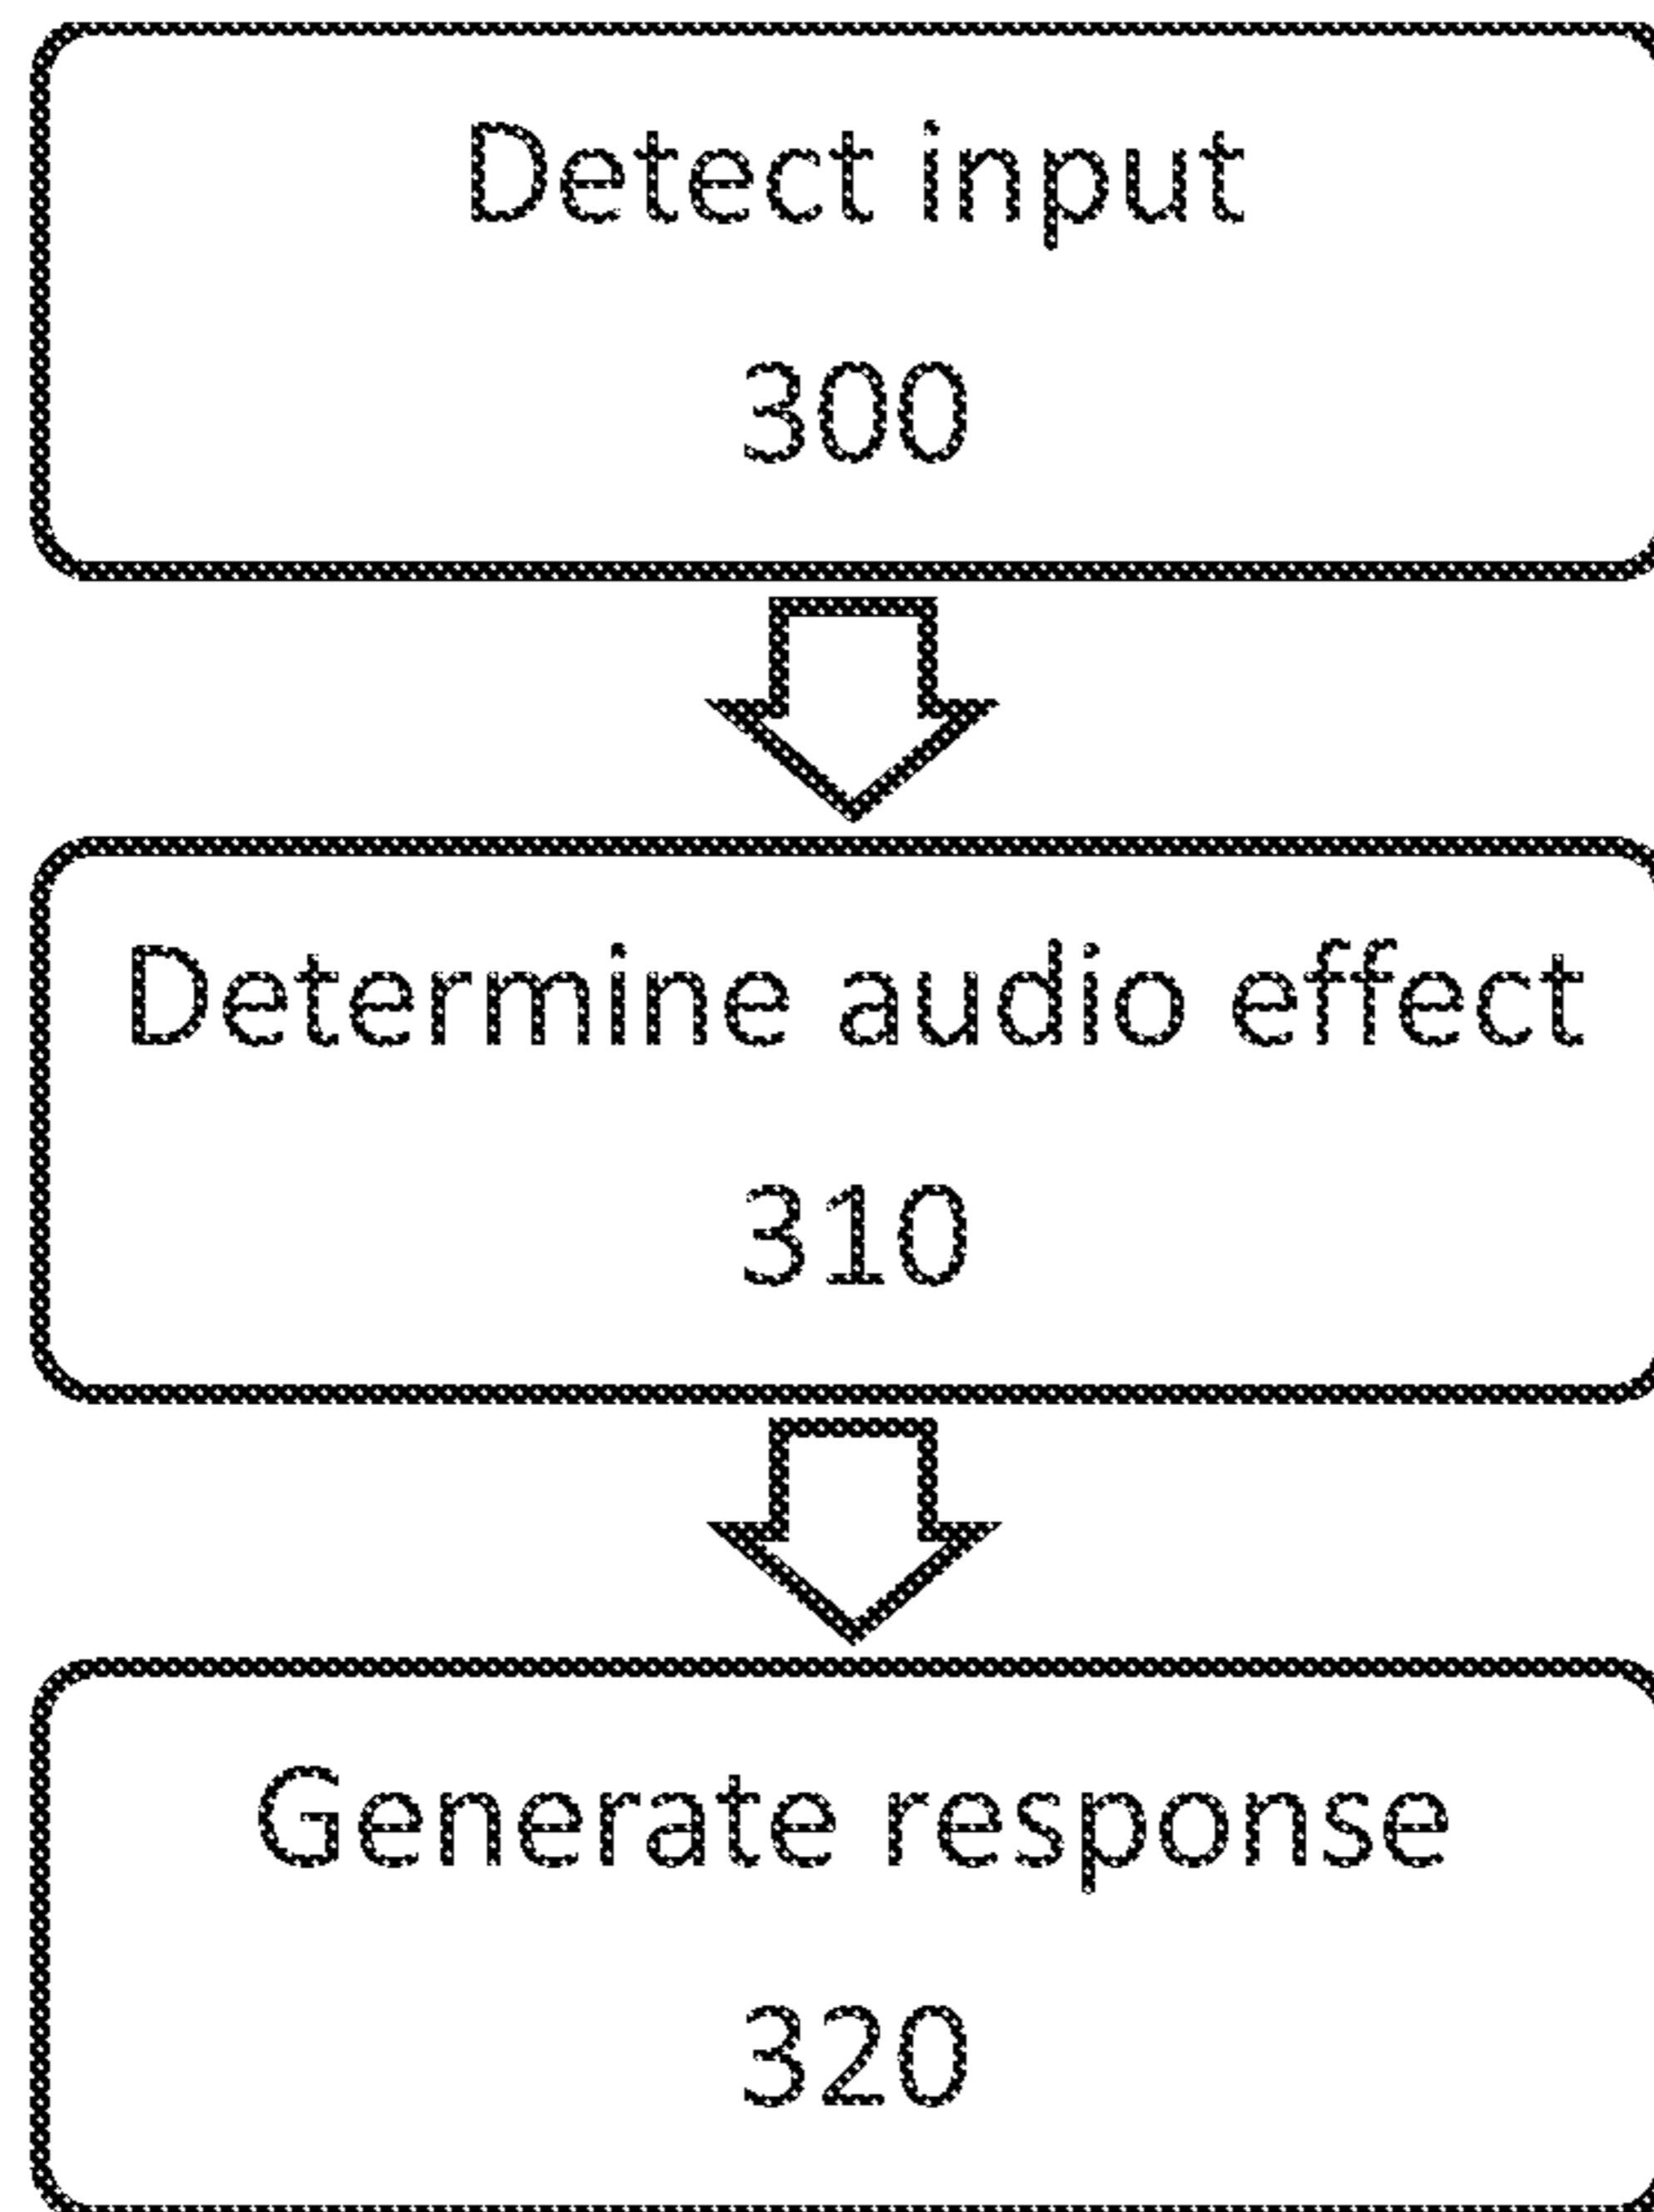 Detect input
300
Determine audio effect
310
Generate response
320